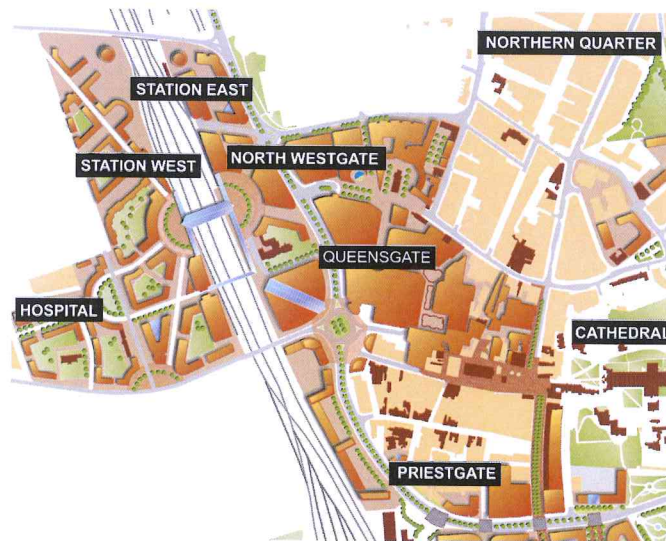 NORTHERN QUARTER
STATION EAST
STATION WEST
NORTH WESTGATE
QUEENSGATE
HOSPITAL
CATHEDRAL
PRIESTGATE